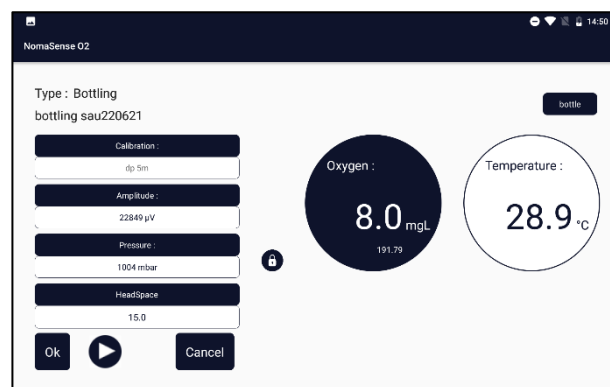 14:50
NomaSense O2
Type : Bottling
bottling sau220621
bottle
Calibration :
dp 5m
Amplitude :
22849 µV
Pressure :
1004 mbar
HeadSpace
15.0
Ok
Cancel
Oxygen :
8.0 mgL
191.79
Temperature :
28.9 °C